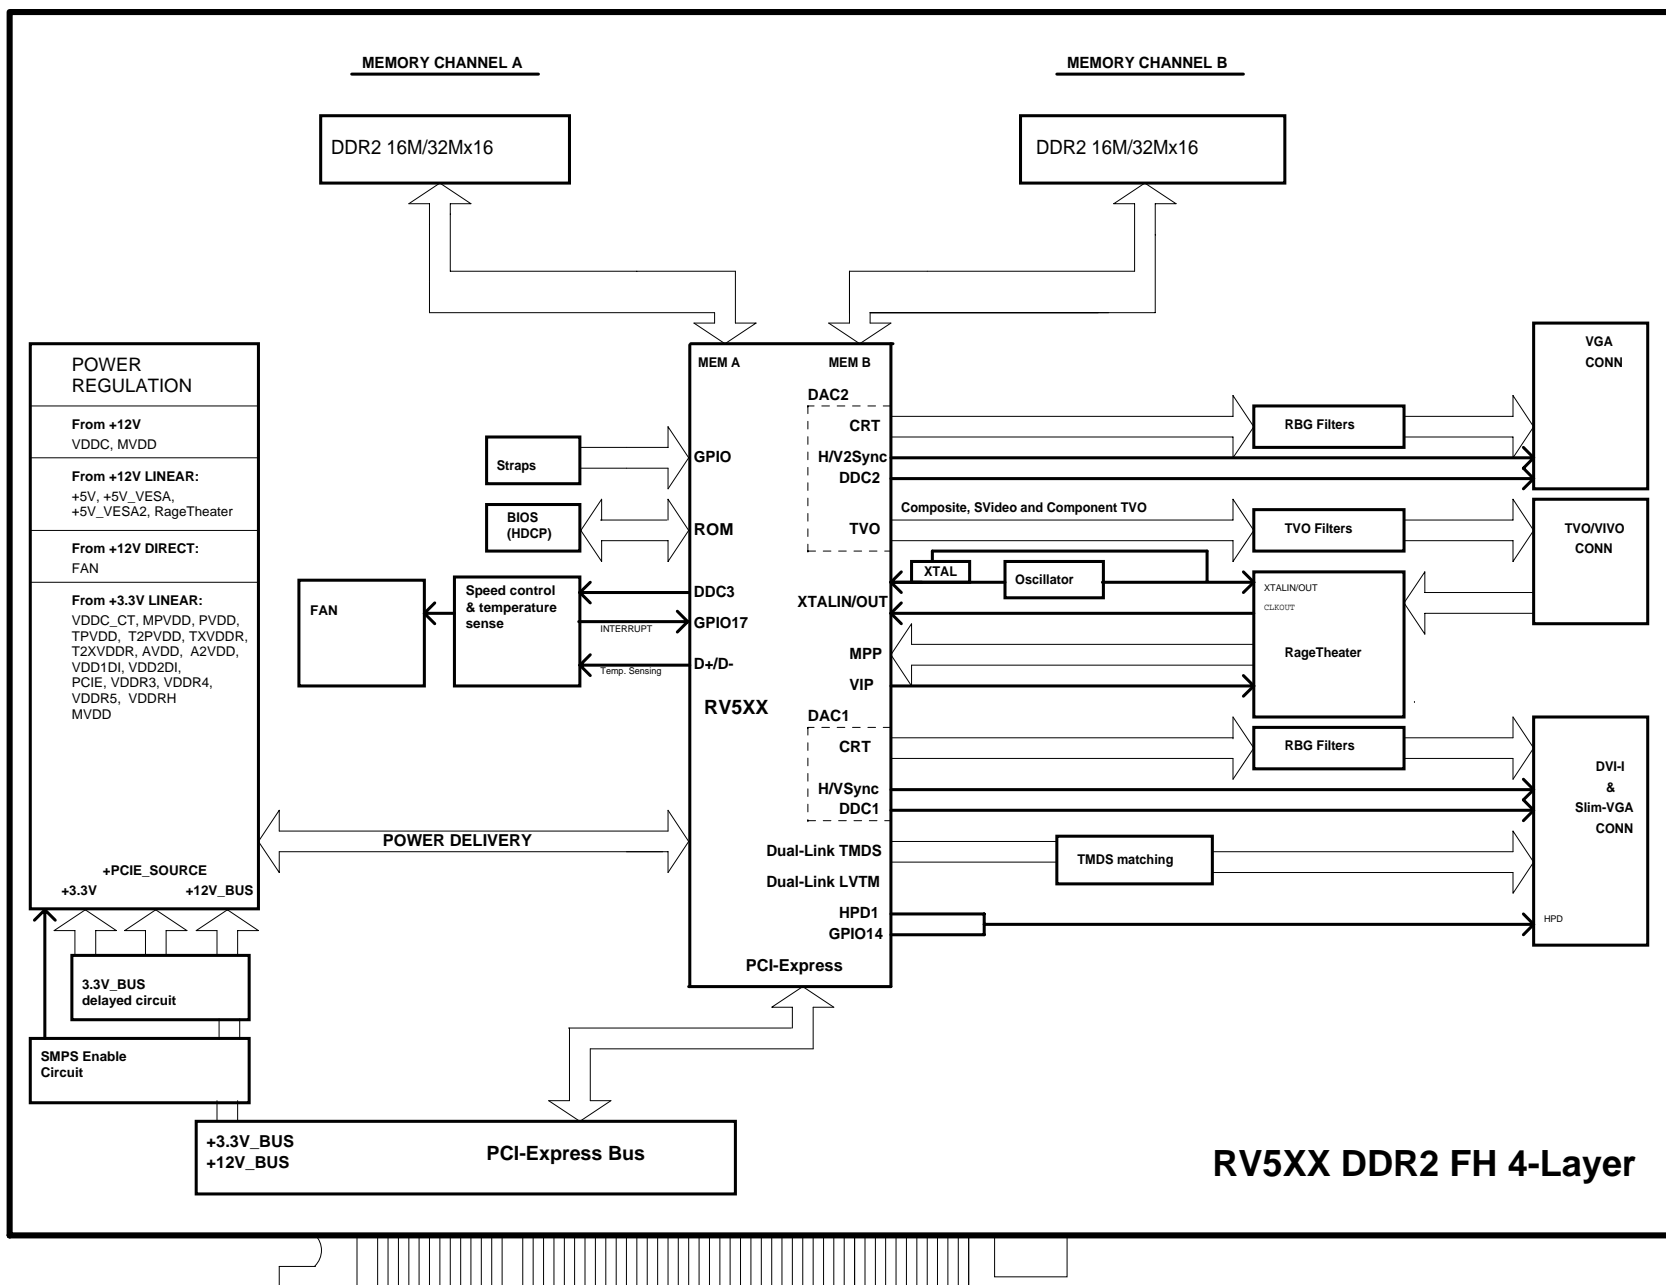 MEMORY CHANNEL A
MEMORY CHANNEL B
DDR2 16M/32Mx16
DDR2 16M/32Mx16
POWER
REGULATION
From +12V
VDDC, MVDD
From +12V LINEAR:
+5V, +5V_VESA,
+5V_VESA2, RageTheater
From +12V DIRECT:
FAN
From +3.3V LINEAR:
VDDC_CT, MPVDD, PVDD,
TPVDD, T2PVDD, TXVDDR,
T2XVDDR, AVDD, A2VDD,
VDD1DI, VDD2DI,
PCIE, VDDR3, VDDR4,
VDDR5, VDDRH
MVDD
+PCIE_SOURCE
+3.3V
+12V_BUS
3.3V_BUS
delayed circuit
SMPS Enable
Circuit
POWER DELIVERY
Straps
BIOS
(HDCP)
FAN
Speed control
& temperature
sense
INTERRUPT
Temp. Sensing
MEM A
MEM B
GPIO
ROM
DDC3
GPIO17
D+/D-
RV5XX
DAC2
CRT
H/V2Sync
DDC2
TVO
XTALIN/OUT
MPP
VIP
DAC1
CRT
H/VSync
DDC1
Dual-Link TMDS
Dual-Link LVTM
HPD1
GPIO14
PCI-Express
Composite, SVideo and Component TVO
XTAL
Oscillator
RBG Filters
TVO Filters
XTALIN/OUT
CLKOUT
RageTheater
RBG Filters
TMDS matching
VGA
CONN
TVO/VIVO
CONN
DVI-I
&
Slim-VGA
CONN
HPD
+3.3V_BUS
+12V_BUS
PCI-Express Bus
RV5XX DDR2 FH 4-Layer